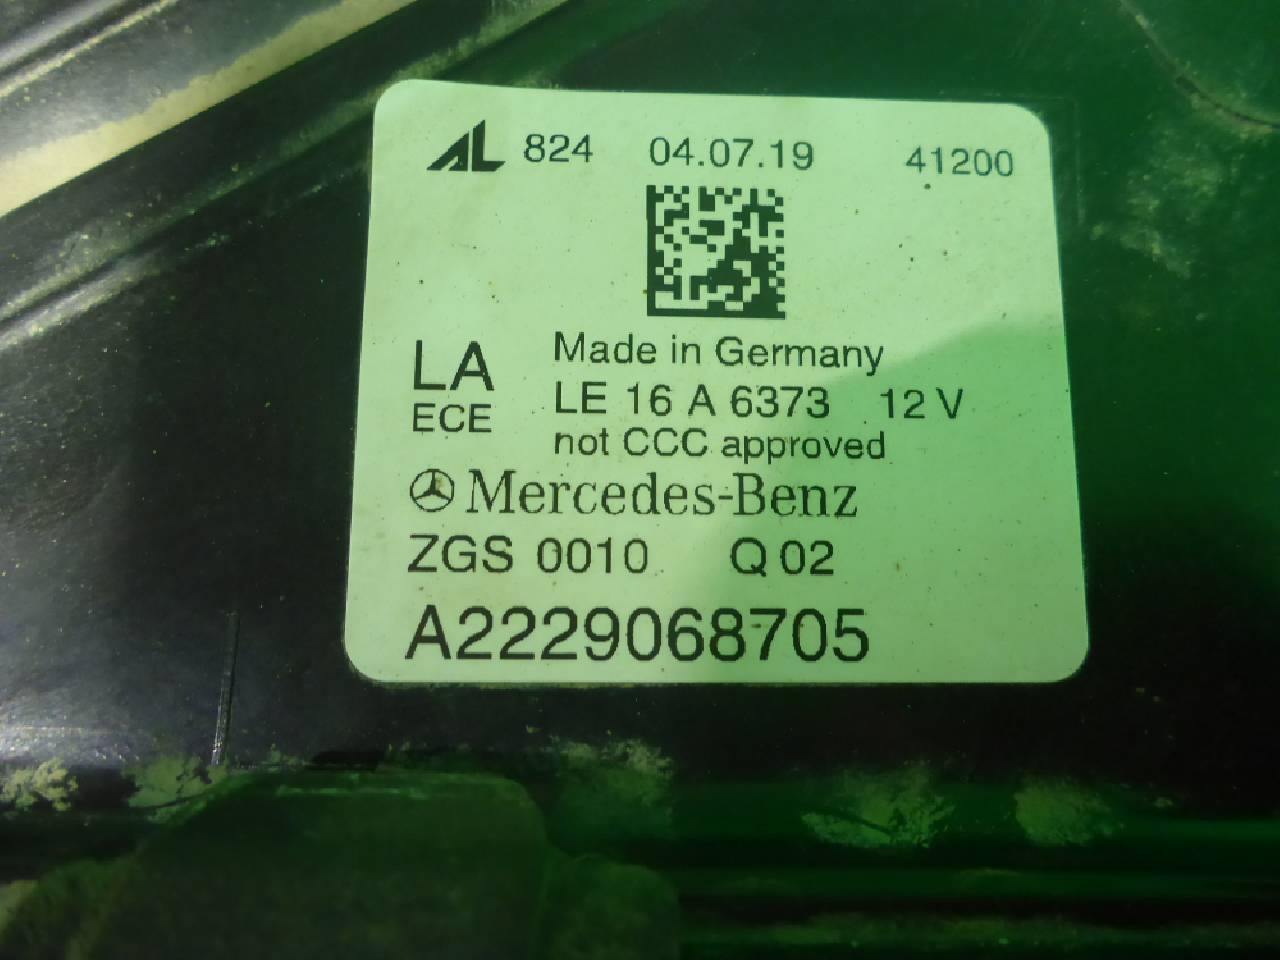 AL 824 04.07.19 41200
Made in Germany
LA LE 16 A 6373 12 V
ECE not CCC approved
Mercedes-Benz
ZGS 0010 Q 02
A2229068705